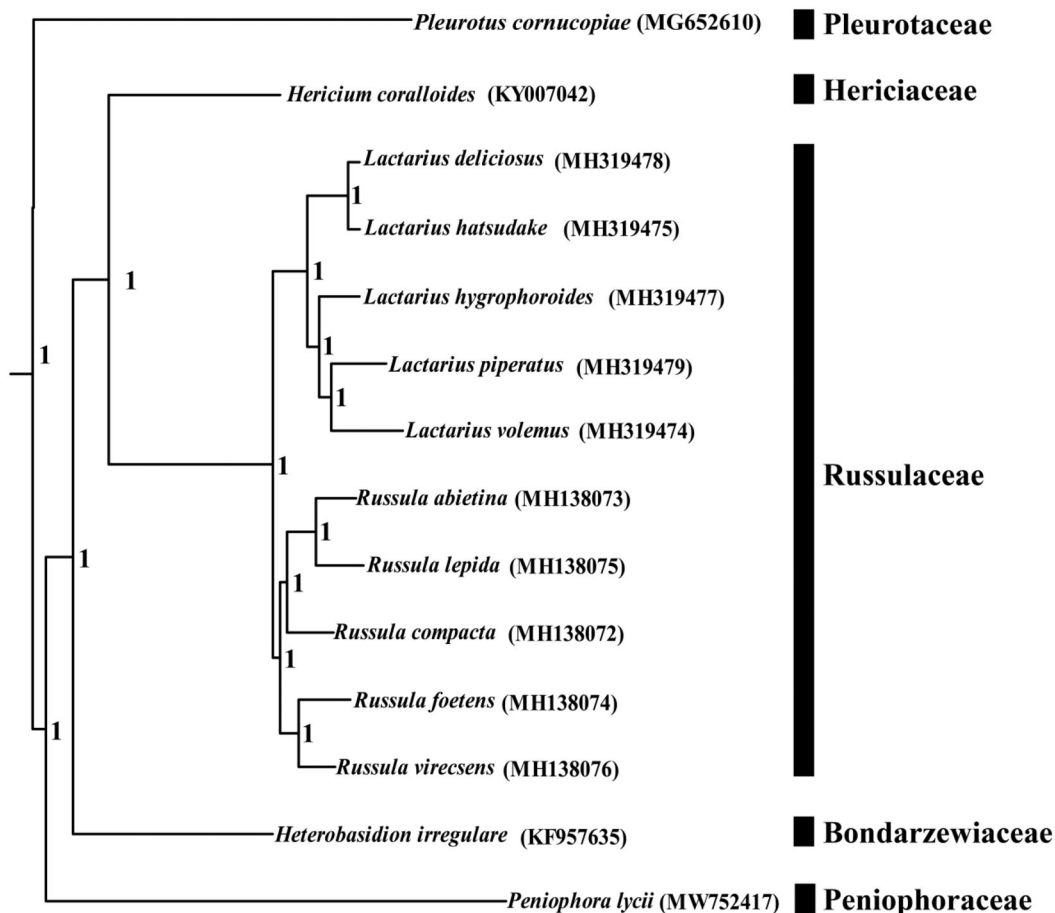 Pleurotus cornucopiae (MG652610) Pleurotaceae
Hericium coralloides (KY007042) Hericiaceae
Lactarius deliciosus (MH319478)
1
Lactarius hatsudake (MH319475)
1
1
Lactarius hygrophoroides (MH319477)
1
1
Lactarius piperatus (MH319479)
1
Lactarius volemus (MH319474)
1
Russulaceae
Russula abietina (MH138073)
1
1
Russula lepida (MH138075)
1
Russula compacta (MH138072)
1
Russula foetens (MH138074)
1
1
Russula virecsens (MH138076)
Heterobasidion irregulare (KF957635) Bondarzewiaceae
Peniophora lycii (MW752417) Peniophoraceae